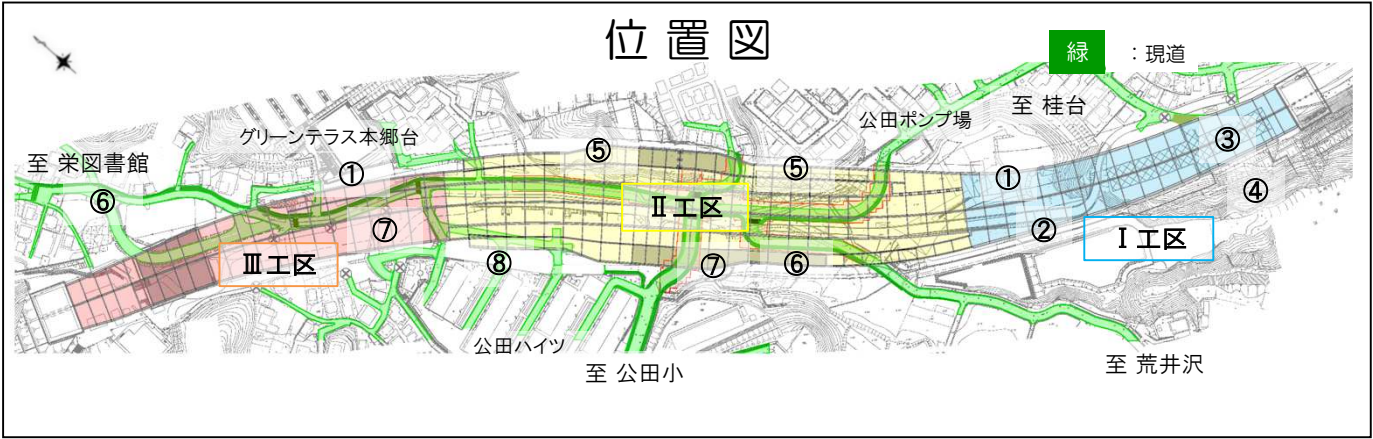 位置図
緑 ：現道
至 桂台
公田ポンプ場
グリーンテラス本郷台
至 栄図書館
⑤
⑤
③
①
①
④
⑥
Ⅱ工区
⑦
②
Ⅰ工区
Ⅲ工区
⑧
⑦
⑥
公田ハイツ
至 公田小
至 荒井沢